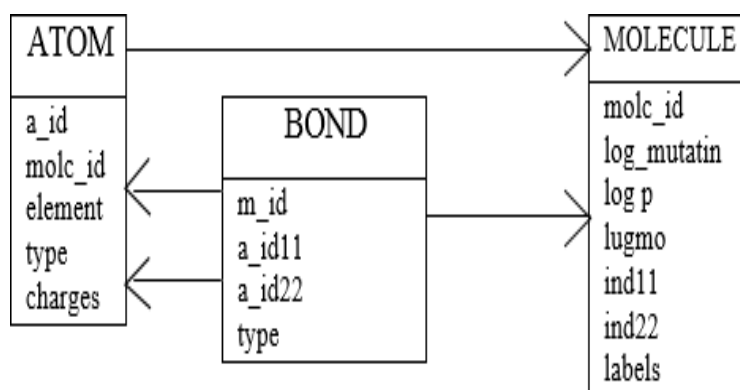 ATOM
a_id
molc_id
element
type
charges
BOND
m_id
a_id11
a_id22
type
MOLECULE
molc_id
log_mutatin
log p
lugmo
ind11
ind22
labels